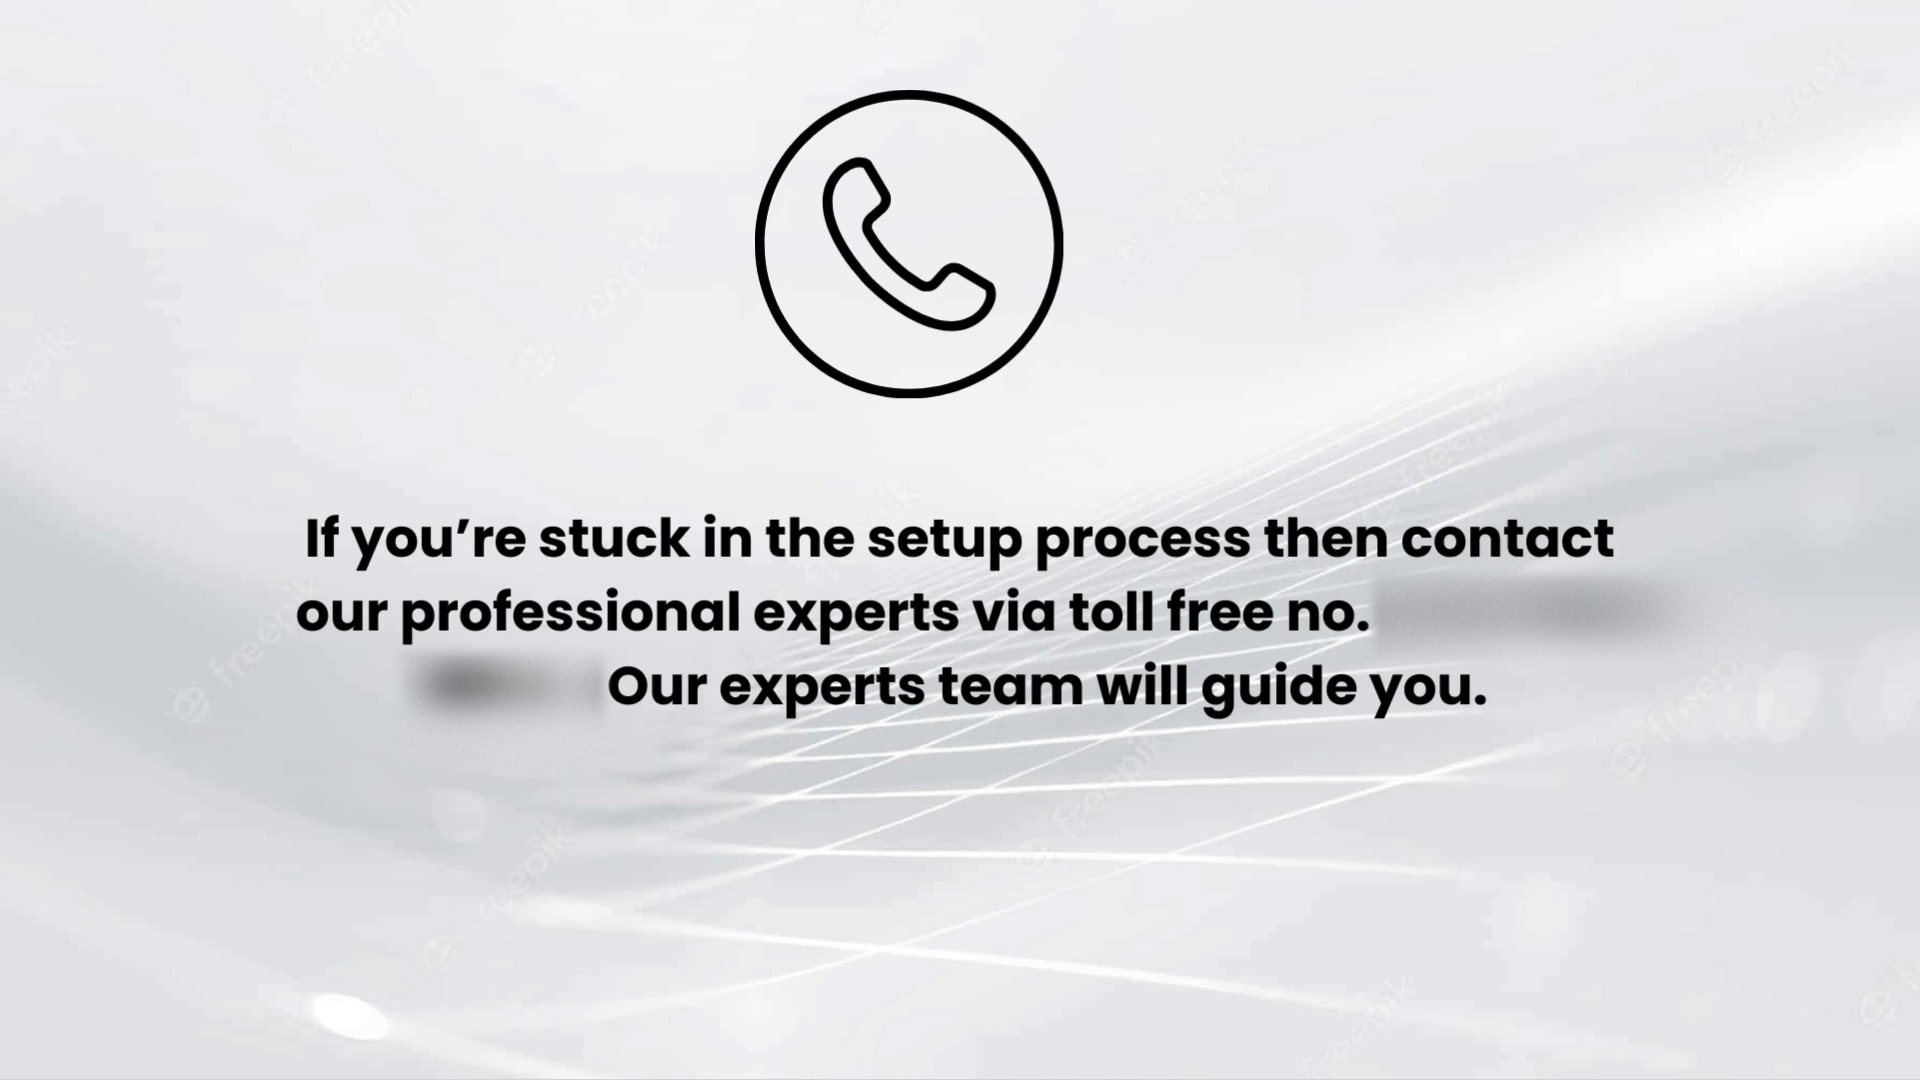 If you’re stuck in the setup process then contact
our professional experts via toll free no.
Our experts team will guide you.
freepik